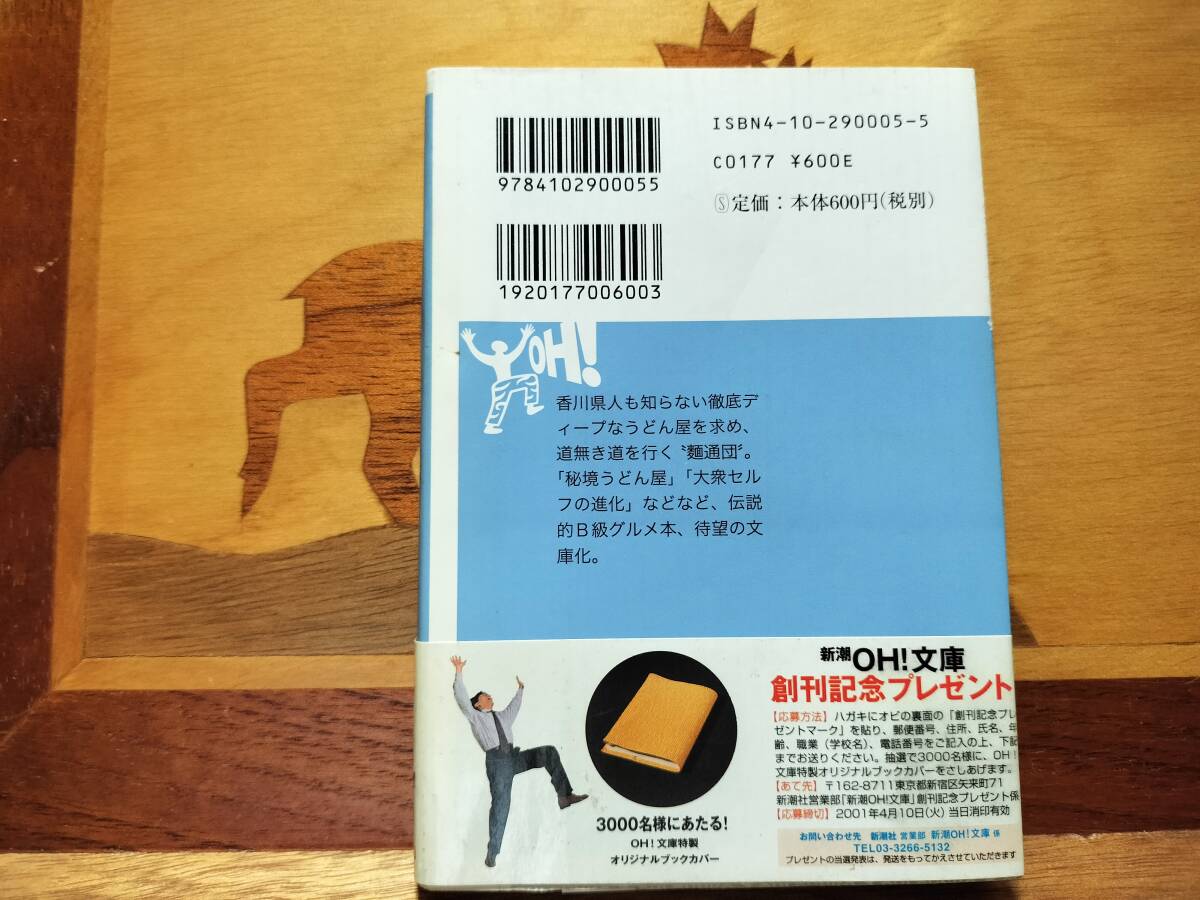 ISBN4-10-290005-5
C0177 ¥600E
Ⓢ定価：本体600円(税別)
9784102900055
1920177006003
OH!
香川県人も知らない徹底デ
ィープなうどん屋を求め、
道無き道を行く〝麵通団〟。
「秘境うどん屋」「大衆セル
フの進化」などなど、伝説
的Ｂ級グルメ本、待望の文
庫化。
新潮OH!文庫
創刊記念プレゼント
【応募方法】ハガキにオビの裏面の「創刊記念プレ
ゼントマーク」を貼り、郵便番号、住所、氏名、年
齢、職業（学校名）、電話番号をご記入の上、下記
までお送りください。抽選で3000名様に、OH！
文庫特製オリジナルブックカバーをさしあげます。
【あて先】〒162-8711東京都新宿区矢来町71
新潮社営業部「新潮OH!文庫」創刊記念プレゼント係
【応募締切】2001年4月10日(火)当日消印有効
お問い合わせ先 新潮社 営業部 新潮OH!文庫 係
TEL03-3266-5132
プレゼントの当選発表は、発送をもってかえさせていただきます
3000名様にあたる!
OH！文庫特製
オリジナルブックカバー